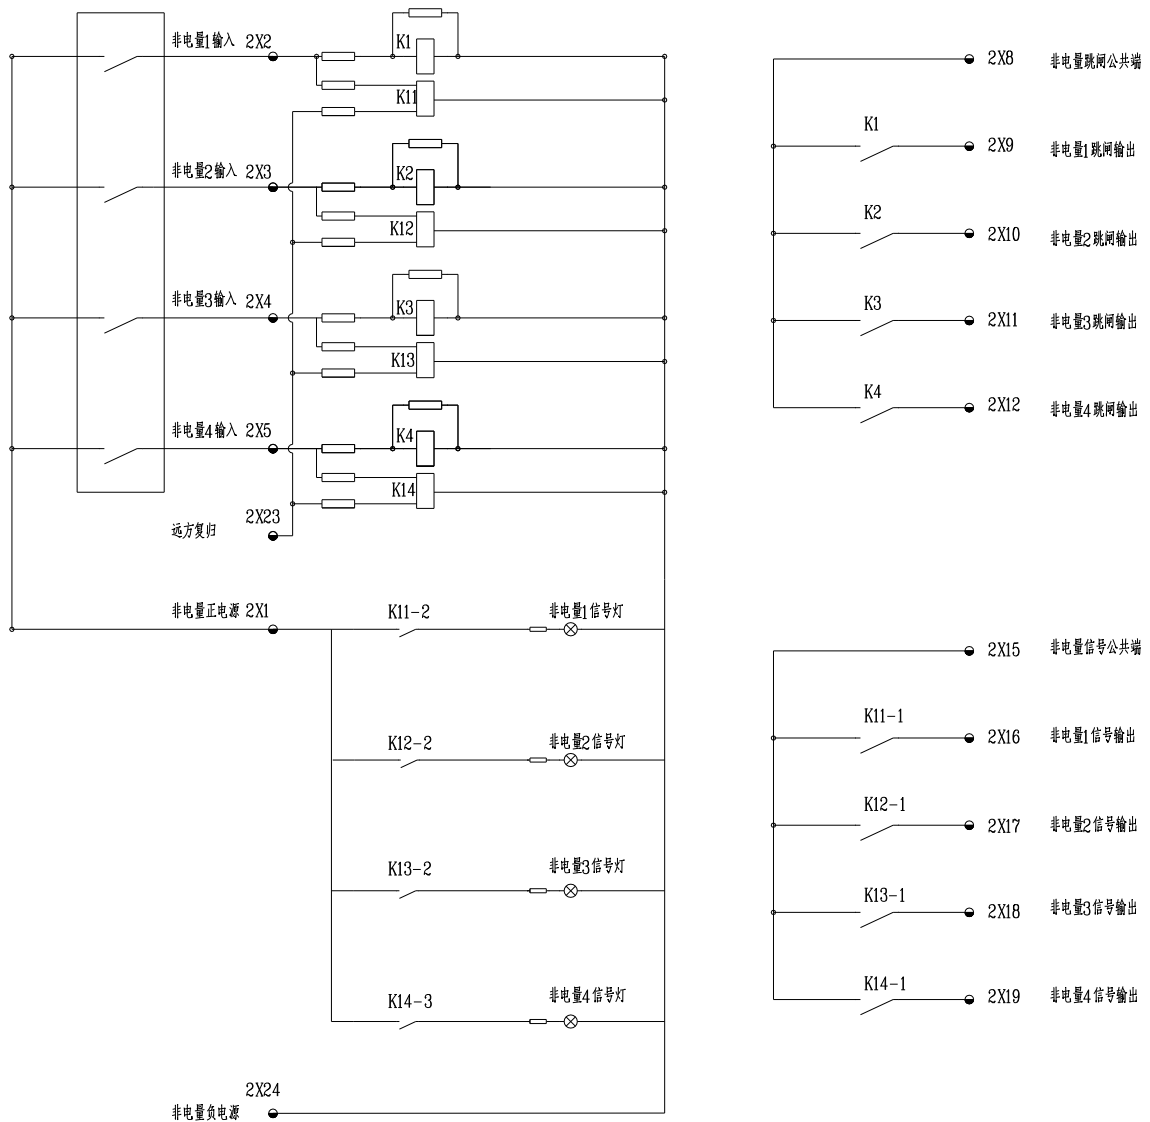 非电量1输入 2X2
K1
K11
非电量2输入 2X3
K2
K12
非电量3输入 2X4
K3
K13
非电量4输入 2X5
K4
K14
远方复归 2X23
非电量正电源 2X1
K11-2
非电量1信号灯
K12-2
非电量2信号灯
K13-2
非电量3信号灯
K14-3
非电量4信号灯
2X24
非电量负电源
2X8 非电量跳闸公共端
K1
2X9 非电量1跳闸输出
K2
2X10 非电量2跳闸输出
K3
2X11 非电量3跳闸输出
K4
2X12 非电量4跳闸输出
2X15 非电量信号公共端
K11-1
2X16 非电量1信号输出
K12-1
2X17 非电量2信号输出
K13-1
2X18 非电量3信号输出
K14-1
2X19 非电量4信号输出